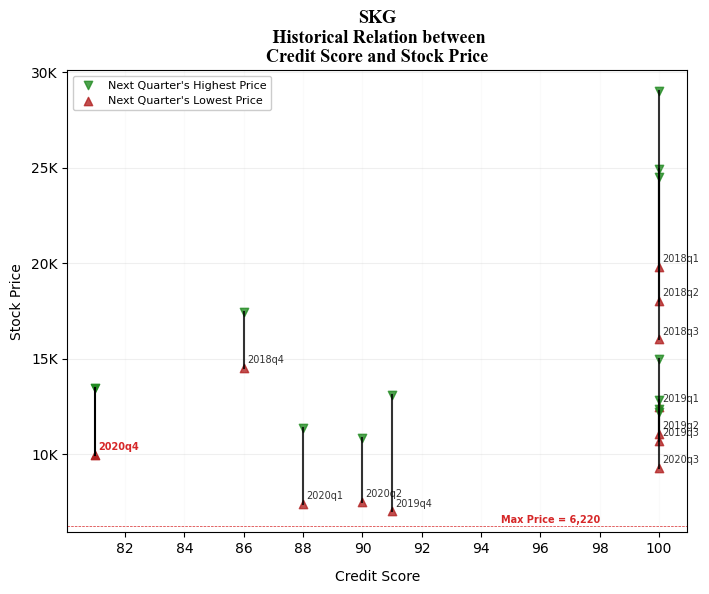 SKG
Historical Relation between
Credit Score and Stock Price
Next Quarter's Highest Price
Next Quarter's Lowest Price
30K
25K
20K
15K
10K
Stock Price
2018q1
2018q2
2018q3
2018q4
2019q1
2019q2
2019q3
2020q4
2020q3
2020q1
2020q2
2019q4
Max Price = 6,220
82 84 86 88 90 92 94 96 98 100
Credit Score